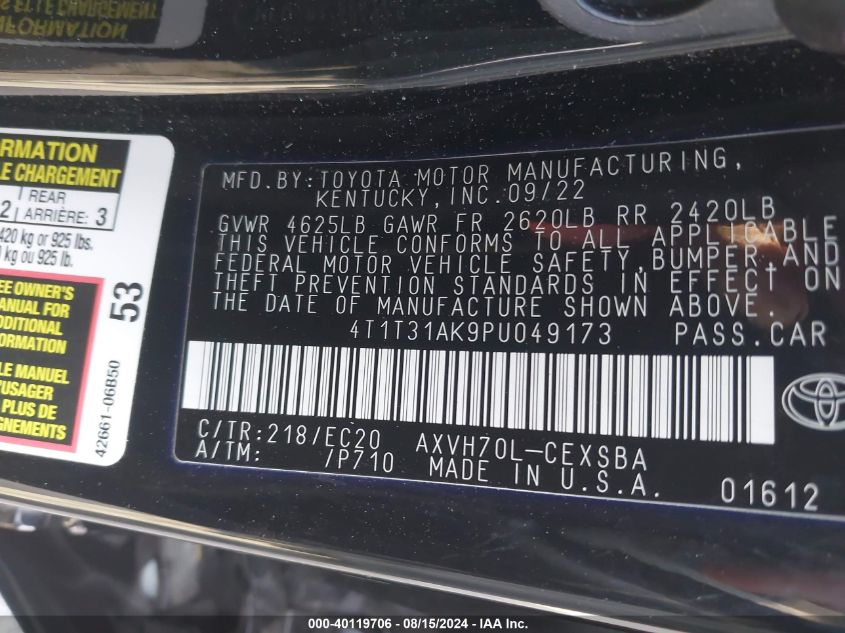 INFORMATION
MFD.BY:TOYOTA MOTOR MANUFACTURING,
KENTUCKY, INC. 09/22
GVWR 4625LB GAWR FR 2620LB RR 2420LB
THIS VEHICLE CONFORMS TO ALL APPLICABLE
FEDERAL MOTOR VEHICLE SAFETY, BUMPER, AND
THEFT PREVENTION STANDARDS IN EFFECT ON
THE DATE OF MANUFACTURE SHOWN ABOVE.
4T1T31AK9PU049173 PASS.CAR
C/TR:218/EC20 AXVH70L-CEXSBA
A/TM: /P710 MADE IN U.S.A.
01612
RMATION
LE CHARGEMENT
2 REAR
ARRIÈRE: 3
420 kg or 925 lbs.
kg ou 925 lb.
EE OWNER'S
MANUAL FOR
DDITIONAL
FORMATION
LE MANUEL
'USAGER
PLUS DE
GNEMENTS
53
42661-06B50
000-40119706 - 08/15/2024 - IAA Inc.